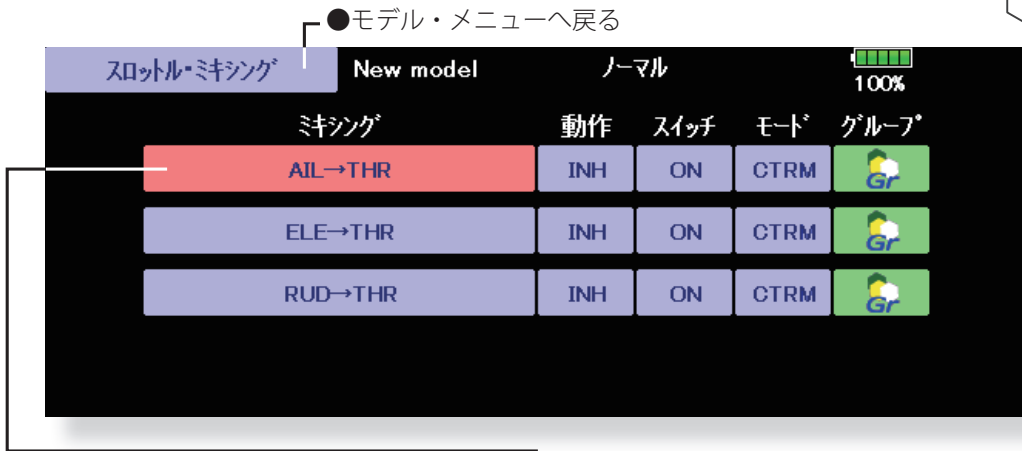 ●モデル・メニューへ戻る
スロットル・ミキシング New model ノーマル 100%
ミキシング 動作 スイッチ モード グループ
AIL→THR INH ON CTRM Gr
ELE→THR INH ON CTRM Gr
RUD→THR INH ON CTRM Gr